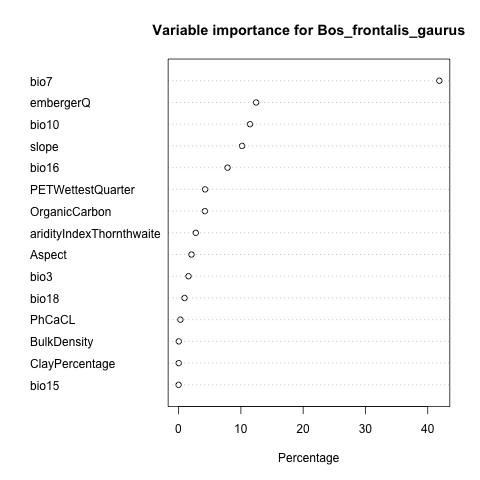 Variable importance for Bos_frontalis_gaurus
bio7
embergerQ
bio10
slope
bio16
PETWettestQuarter
OrganicCarbon
aridityIndexThornthwaite
Aspect
bio3
bio18
PhCaCL
BulkDensity
ClayPercentage
bio15
0 10 20 30 40
Percentage